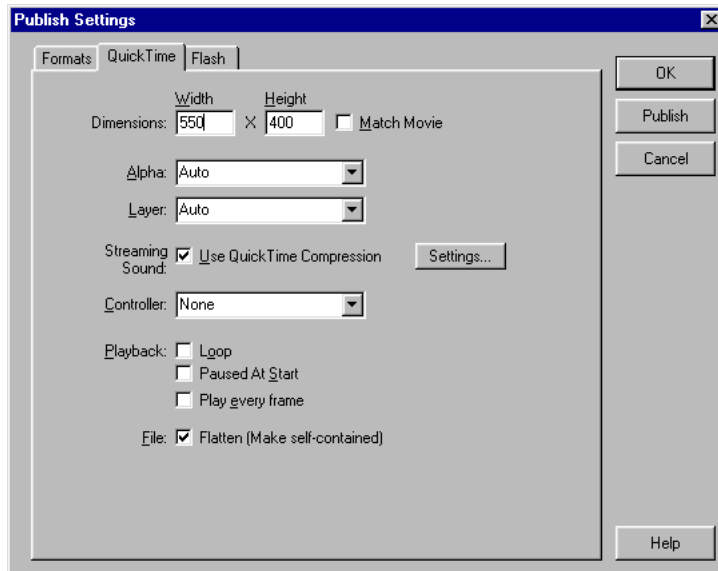 Publish Settings
Formats QuickTime Flash
OK
Width Height
Dimensions: 550 X 400 Match Movie
Publish
Cancel
Alpha: Auto
Layer: Auto
Streaming Sound: Use QuickTime Compression Settings...
Controller: None
Playback: Loop
Paused At Start
Play every frame
File: Flatten (Make self-contained)
Help